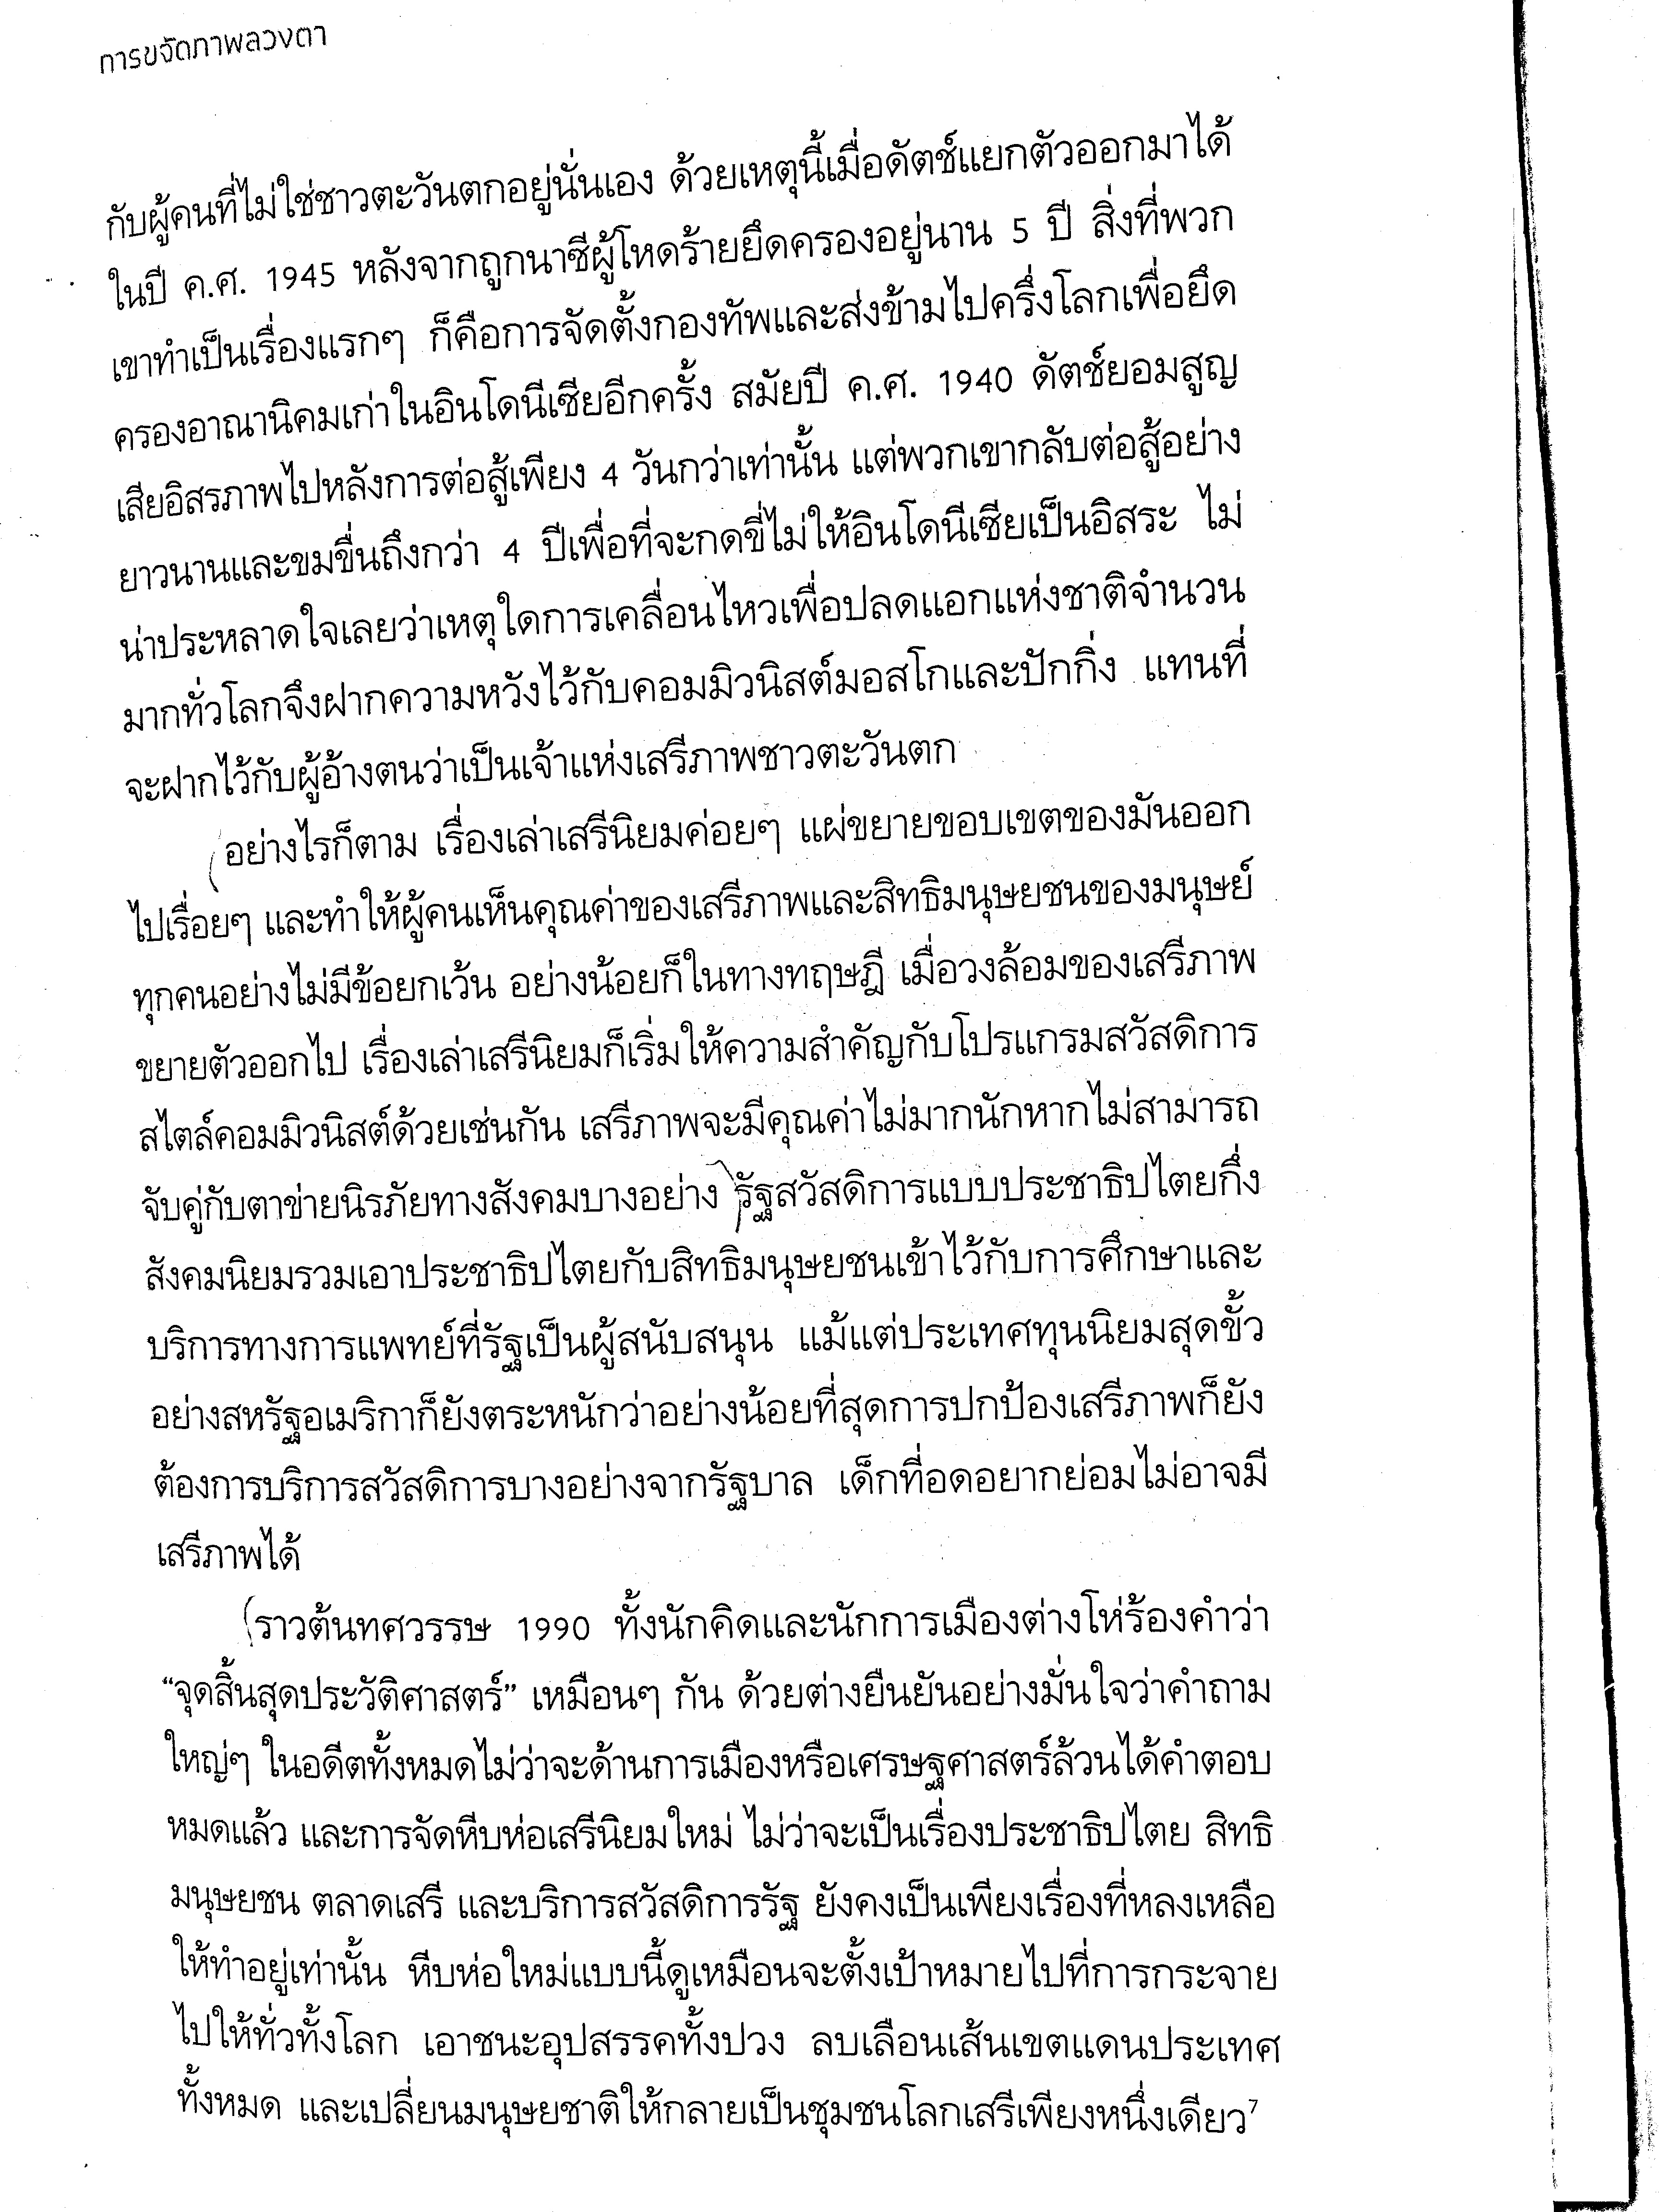 การขจัดภาพลวงตา
กับผู้คนที่ไม่ใช่ชาวตะวันตกอยู่นั่นเอง ด้วยเหตุนี้เมื่อดัตช์แยกตัวออกมาได้
ในปี ค.ศ. 1945 หลังจากถูกนาซีผู้โหดร้ายยึดครองอยู่นาน 5 ปี สิ่งที่พวก
เขาทำเป็นเรื่องแรกๆ ก็คือการจัดตั้งกองทัพและส่งข้ามไปครึ่งโลกเพื่อยึด
ครองอาณานิคมเก่าในอินโดนีเซียอีกครั้ง สมัยปี ค.ศ. 1940 ดัตช์ยอมสูญ
เสียอิสรภาพไปหลังการต่อสู้เพียง 4 วันกว่าเท่านั้น แต่พวกเขากลับต่อสู้อย่าง
ยาวนานและขมขื่นถึงกว่า 4 ปีเพื่อที่จะกดขี่ไม่ให้อินโดนีเซียเป็นอิสระ ไม่
น่าประหลาดใจเลยว่าเหตุใดการเคลื่อนไหวเพื่อปลดแอกแห่งชาติจำนวน
มากทั่วโลกจึงฝากความหวังไว้กับคอมมิวนิสต์มอสโกและปักกิ่ง แทนที่
จะฝากไว้กับผู้อ้างตนว่าเป็นเจ้าแห่งเสรีภาพชาวตะวันตก
อย่างไรก็ตาม เรื่องเล่าเสรีนิยมค่อยๆ แผ่ขยายขอบเขตของมันออก
ไปเรื่อยๆ และทำให้ผู้คนเห็นคุณค่าของเสรีภาพและสิทธิมนุษยชนของมนุษย์
ทุกคนอย่างไม่มีข้อยกเว้น อย่างน้อยก็ในทางทฤษฎี เมื่อวงล้อมของเสรีภาพ
ขยายตัวออกไป เรื่องเล่าเสรีนิยมก็เริ่มให้ความสำคัญกับโปรแกรมสวัสดิการ
สไตล์คอมมิวนิสต์ด้วยเช่นกัน เสรีภาพจะมีคุณค่าไม่มากนักหากไม่สามารถ
จับคู่กับตาข่ายนิรภัยทางสังคมบางอย่าง รัฐสวัสดิการแบบประชาธิปไตยกึ่ง
สังคมนิยมรวมเอาประชาธิปไตยกับสิทธิมนุษยชนเข้าไว้กับการศึกษาและ
บริการทางการแพทย์ที่รัฐเป็นผู้สนับสนุน แม้แต่ประเทศทุนนิยมสุดขั้ว
อย่างสหรัฐอเมริกาก็ยังตระหนักว่าอย่างน้อยที่สุดการปกป้องเสรีภาพก็ยัง
ต้องการบริการสวัสดิการบางอย่างจากรัฐบาล เด็กที่อดอยากย่อมไม่อาจมี
เสรีภาพได้
ราวต้นทศวรรษ 1990 ทั้งนักคิดและนักการเมืองต่างโห่ร้องคำว่า
“จุดสิ้นสุดประวัติศาสตร์” เหมือนๆ กัน ด้วยต่างยืนยันอย่างมั่นใจว่าคำถาม
ใหญ่ๆ ในอดีตทั้งหมดไม่ว่าจะด้านการเมืองหรือเศรษฐศาสตร์ล้วนได้คำตอบ
หมดแล้ว และการจัดหีบห่อเสรีนิยมใหม่ ไม่ว่าจะเป็นเรื่องประชาธิปไตย สิทธิ
มนุษยชน ตลาดเสรี และบริการสวัสดิการรัฐ ยังคงเป็นเพียงเรื่องที่หลงเหลือ
ให้ทำอยู่เท่านั้น หีบห่อใหม่แบบนี้ดูเหมือนจะตั้งเป้าหมายไปที่การกระจาย
ไปให้ทั่วทั้งโลก เอาชนะอุปสรรคทั้งปวง ลบเลือนเส้นเขตแดนประเทศ
ทั้งหมด และเปลี่ยนมนุษยชาติให้กลายเป็นชุมชนโลกเสรีเพียงหนึ่งเดียว⁷